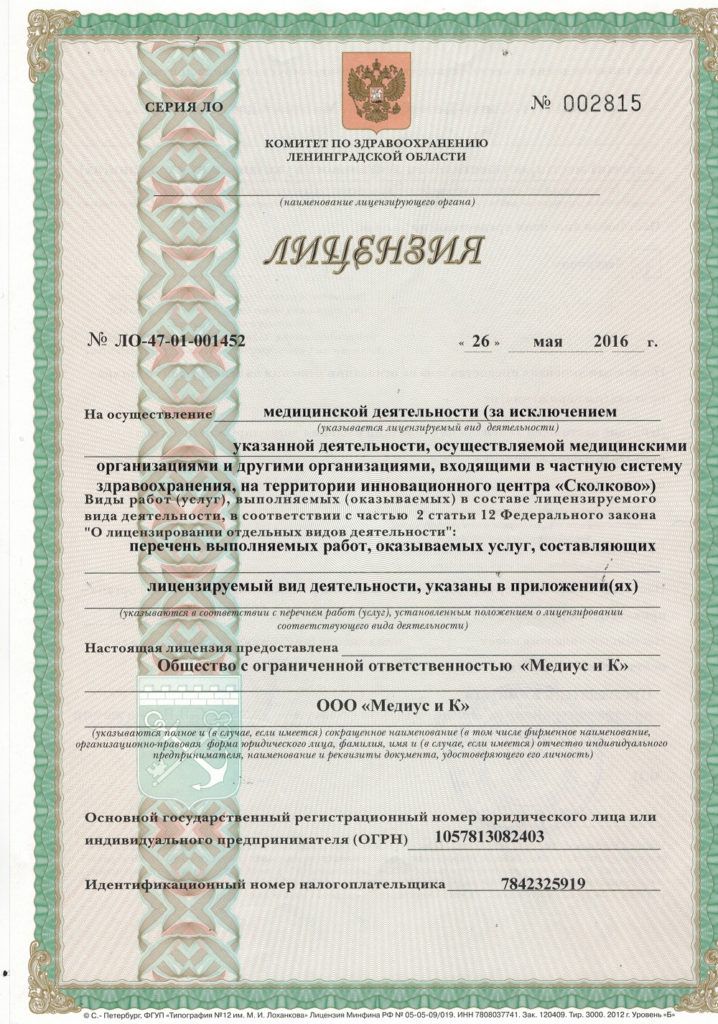 СЕРИЯ ЛО
№ 002815
КОМИТЕТ ПО ЗДРАВООХРАНЕНИЮ
ЛЕНИНГРАДСКОЙ ОБЛАСТИ
(наименование лицензирующего органа)
ЛИЦЕНЗИЯ
№ ЛО-47-01-001452
« 26 » мая 2016 г.
На осуществление медицинской деятельности (за исключением
(указывается лицензируемый вид деятельности)
указанной деятельности, осуществляемой медицинскими
организациями и другими организациями, входящими в частную систему
здравоохранения, на территории инновационного центра «Сколково»)
Виды работ (услуг), выполняемых (оказываемых) в составе лицензируемого
вида деятельности, в соответствии с частью 2 статьи 12 Федерального закона
"О лицензировании отдельных видов деятельности":
перечень выполняемых работ, оказываемых услуг, составляющих
лицензируемый вид деятельности, указаны в приложении(ях)
(указываются в соответствии с перечнем работ (услуг), установленным положением о лицензировании
соответствующего вида деятельности)
Настоящая лицензия предоставлена
Общество с ограниченной ответственностью «Медиус и К»
ООО «Медиус и К»
(указываются полное и (в случае, если имеется) сокращенное наименование (в том числе фирменное наименование,
организационно-правовая форма юридического лица, фамилия, имя и (в случае, если имеется) отчество индивидуального
предпринимателя, наименование и реквизиты документа, удостоверяющего его личность)
Основной государственный регистрационный номер юридического лица или
индивидуального предпринимателя (ОГРН) 1057813082403
Идентификационный номер налогоплательщика 7842325919
© С.- Петербург, ФГУП «Типография №12 им. М. И. Лоханкова» Лицензия Минфина РФ № 05-05-09/019. ИНН 7808037741. Зак. 120409. Тир. 3000. 2012 г. Уровень «Б»